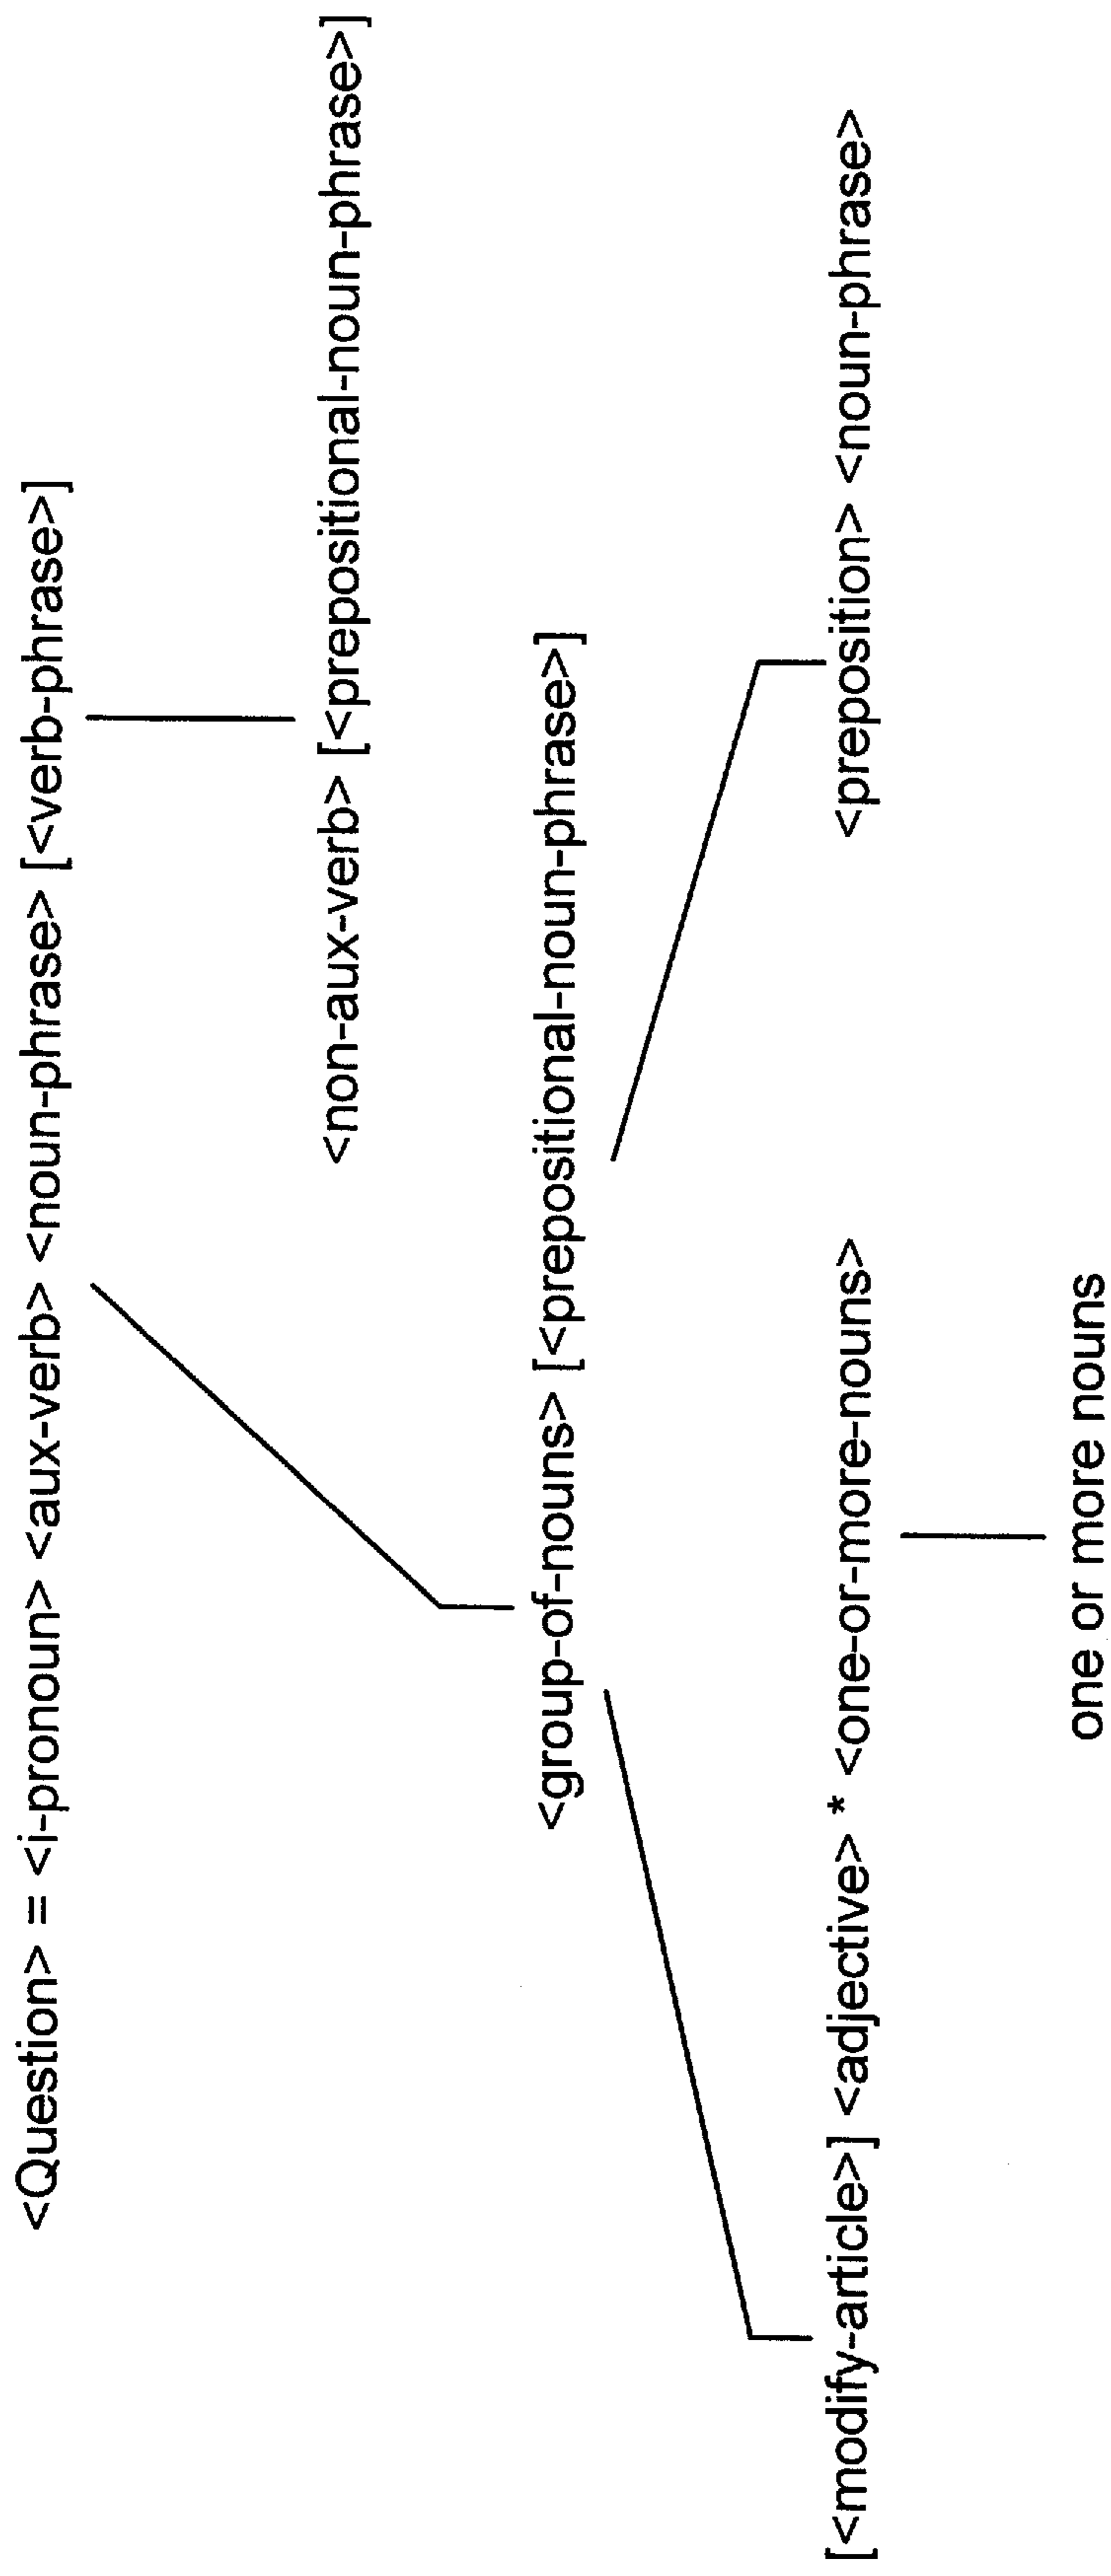 <Question> = <i-pronoun> <aux-verb> <noun-phrase> [<verb-phrase>]
<non-aux-verb> [<prepositional-noun-phrase>]
<group-of-nouns> [<prepositional-noun-phrase>]
[<modify-article>] <adjective> * <one-or-more-nouns>
<preposition> <noun-phrase>
one or more nouns